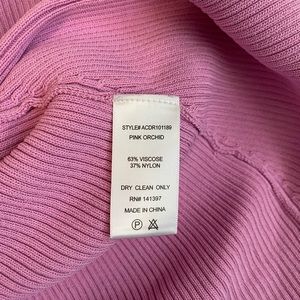 STYLE#ACDR101189
PINK ORCHID
63% VISCOSE
37% NYLON
DRY CLEAN ONLY
RN# 141397
MADE IN CHINA
P